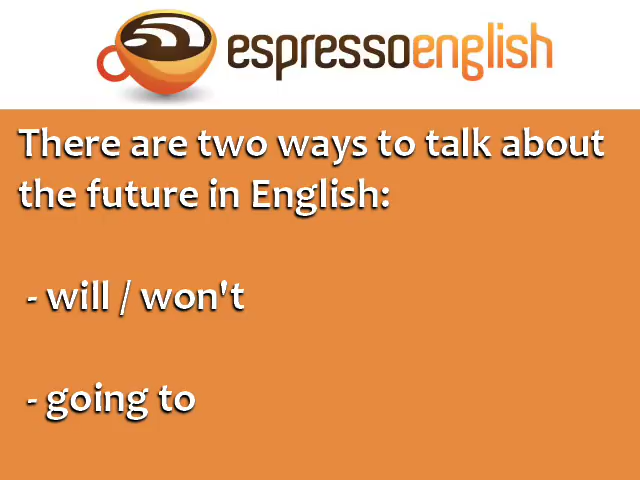 espressoenglish
There are two ways to talk about
the future in English:
- will / won't
- going to